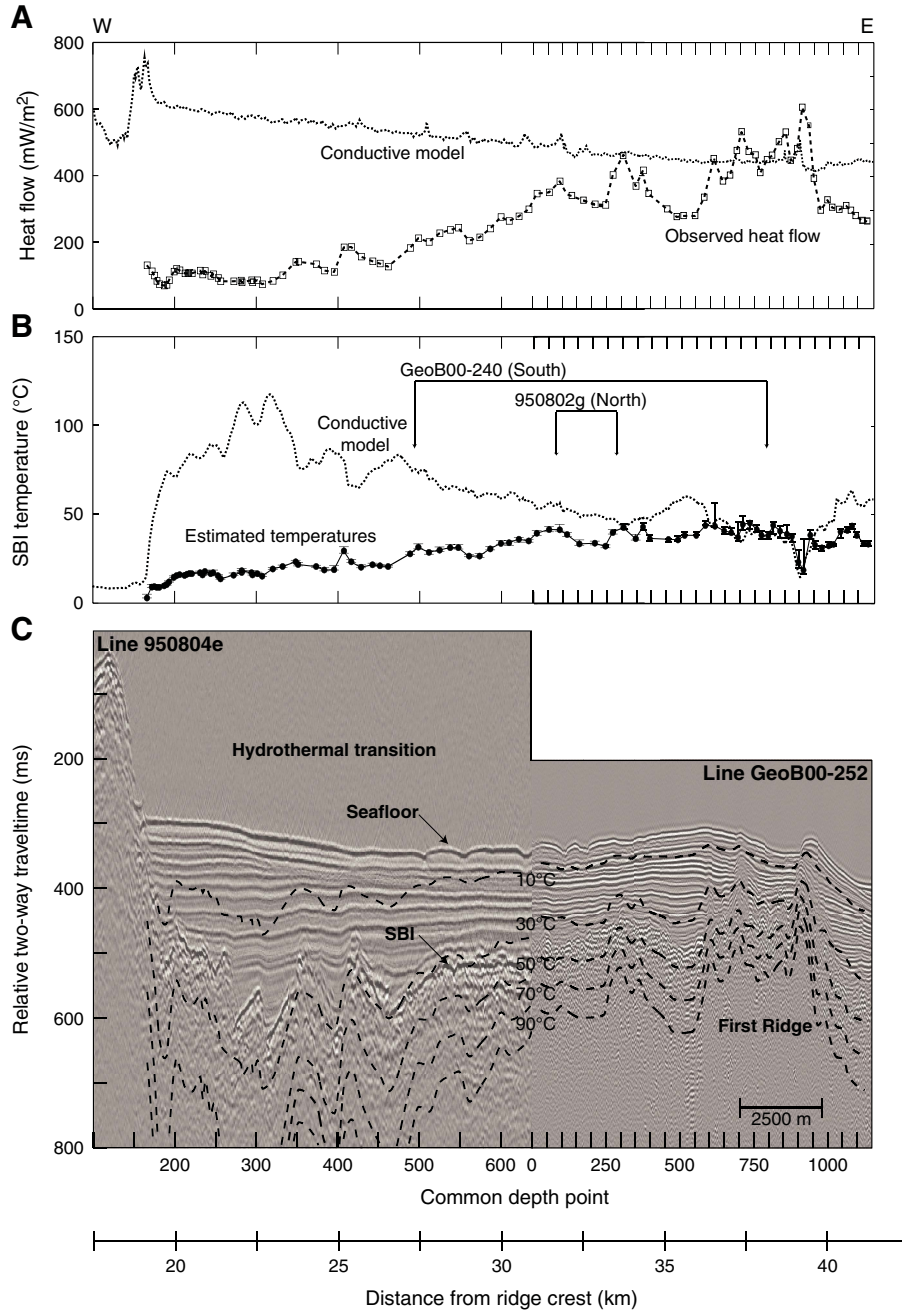 A
W
E
800
600
400
200
0
Heat flow (mW/m²)
Conductive model
Observed heat flow
B
150
100
50
0
SBI temperature (°C)
GeoB00-240 (South)
950802g (North)
Conductive
model
Estimated temperatures
C
Line 950804e
Hydrothermal transition
Line GeoB00-252
Seafloor
SBI
10°C
30°C
50°C
70°C
90°C
First Ridge
2500 m
200
400
600
800
Relative two-way traveltime (ms)
200 300 400 500 600 0 250 500 750 1000
Common depth point
20 25 30 35 40
Distance from ridge crest (km)